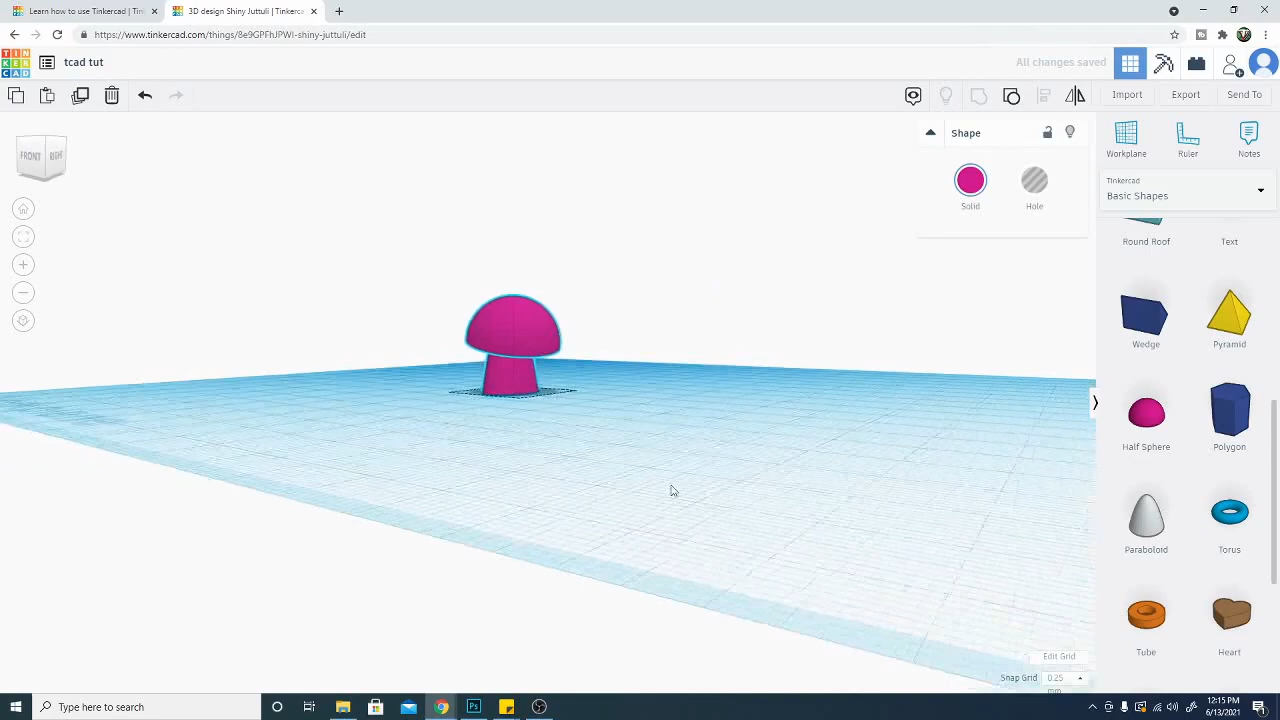 Learn how to use Tinkercad | Tin
3D design Shiny Juttuli | Tinkerca
https://www.tinkercad.com/things/8e9GPFhJPWI-shiny-juttuli/edit
TIN
KER
CAD
tcad tut
All changes saved
Import
Export
Send To
FRONT
RIGHT
Shape
Solid
Hole
Workplane
Ruler
Notes
Tinkercad
Basic Shapes
Round Roof
Text
Wedge
Pyramid
Half Sphere
Polygon
Paraboloid
Torus
Tube
Heart
Edit Grid
Snap Grid 0.25
mm
Type here to search
Ps
12:15 PM
6/13/2021